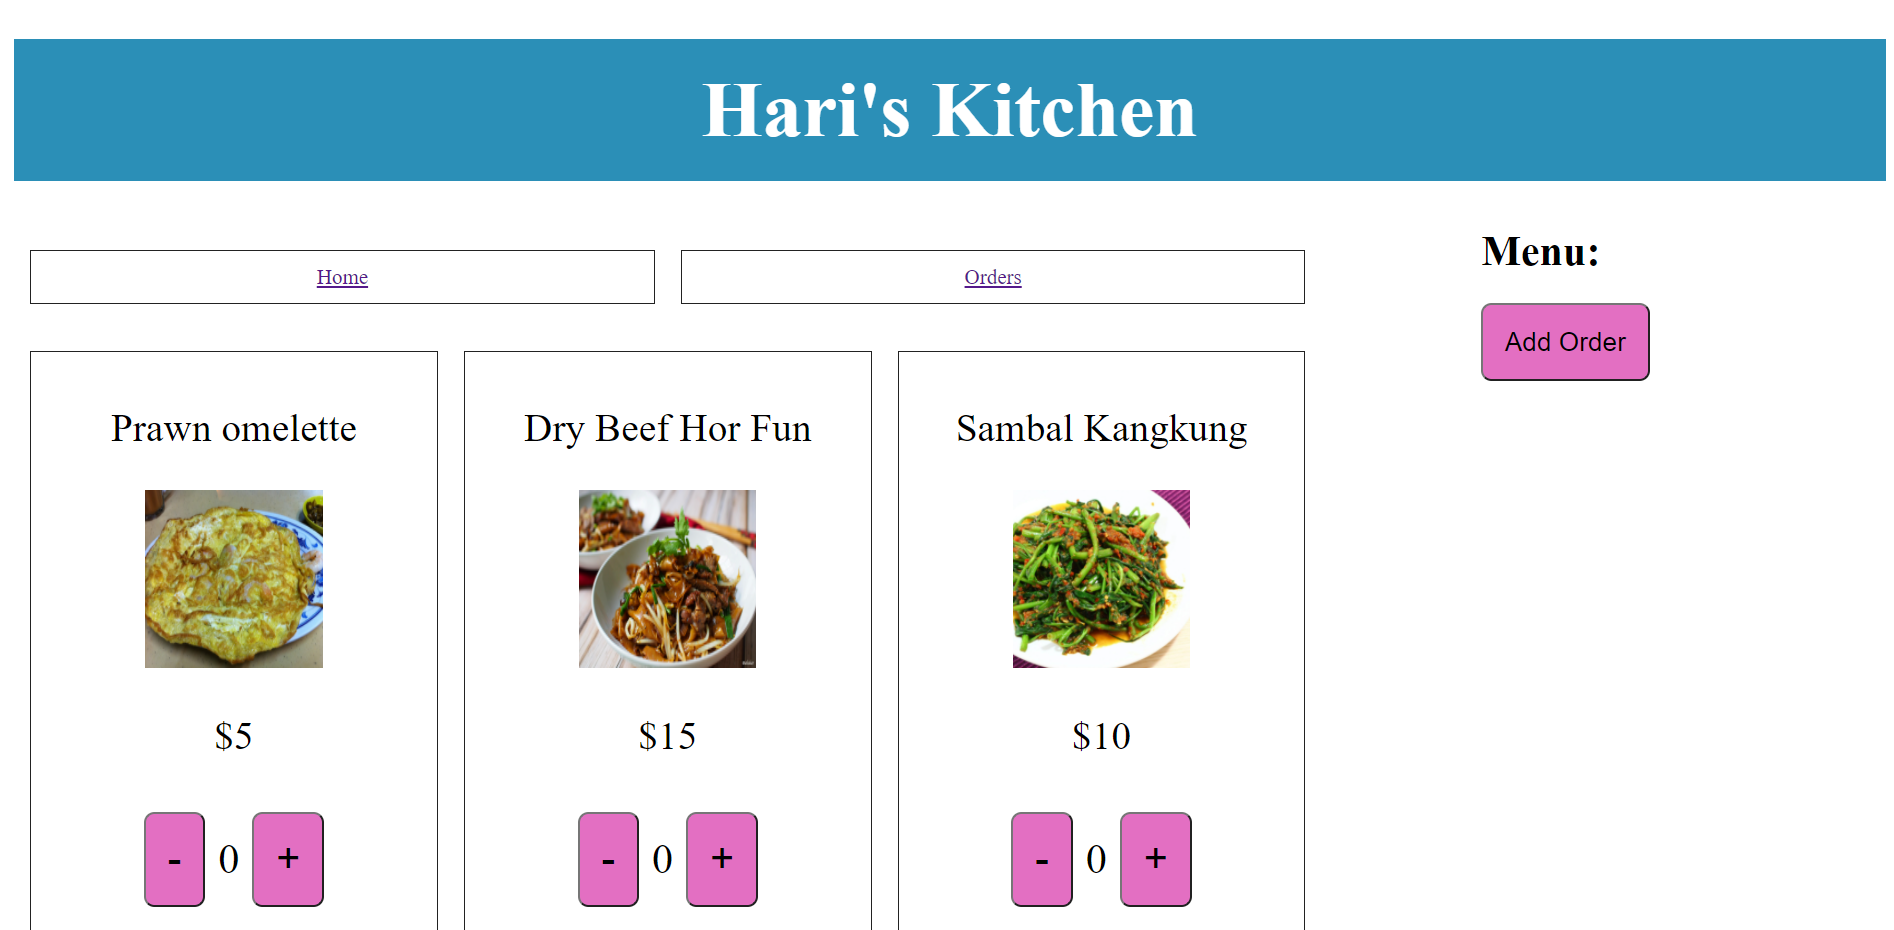 Hari's Kitchen
Home
Orders
Menu:
Add Order
Prawn omelette
Dry Beef Hor Fun
Sambal Kangkung
$5
$15
$10
- 0 +
- 0 +
- 0 +